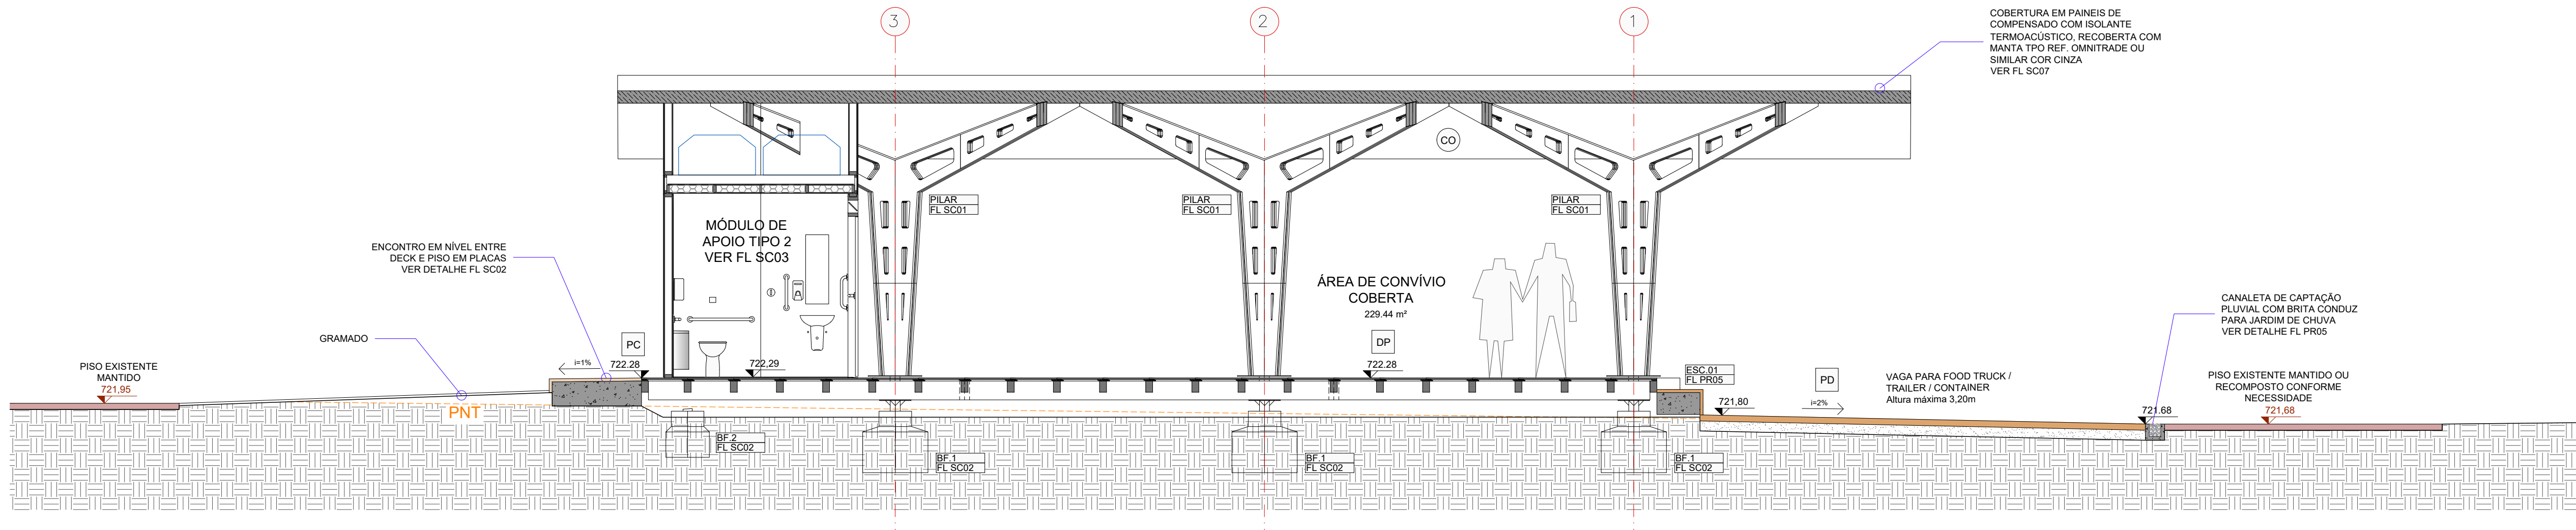 3
2
1
COBERTURA EM PAINEIS DE
COMPENSADO COM ISOLANTE
TERMOACÚSTICO, RECOBERTA COM
MANTA TPO REF. OMNITRADE OU
SIMILAR COR CINZA
VER FL SC07
CO
PILAR
FL SC01
PILAR
FL SC01
PILAR
FL SC01
MÓDULO DE
APOIO TIPO 2
VER FL SC03
ENCONTRO EM NÍVEL ENTRE
DECK E PISO EM PLACAS
VER DETALHE FL SC02
ÁREA DE CONVÍVIO
COBERTA
229.44 m²
CANALETA DE CAPTAÇÃO
PLUVIAL COM BRITA CONDUZ
PARA JARDIM DE CHUVA
VER DETALHE FL PR05
GRAMADO
PC
DP
PISO EXISTENTE
MANTIDO
721,95
i=1%
722.28
722,29
722.28
ESC.01
FL PR05
PD
VAGA PARA FOOD TRUCK /
TRAILER / CONTAINER
Altura máxima 3,20m
PISO EXISTENTE MANTIDO OU
RECOMPOSTO CONFORME
NECESSIDADE
721,68
PNT
721,80
i=2%
721.68
BF.2
FL SC02
BF.1
FL SC02
BF.1
FL SC02
BF.1
FL SC02